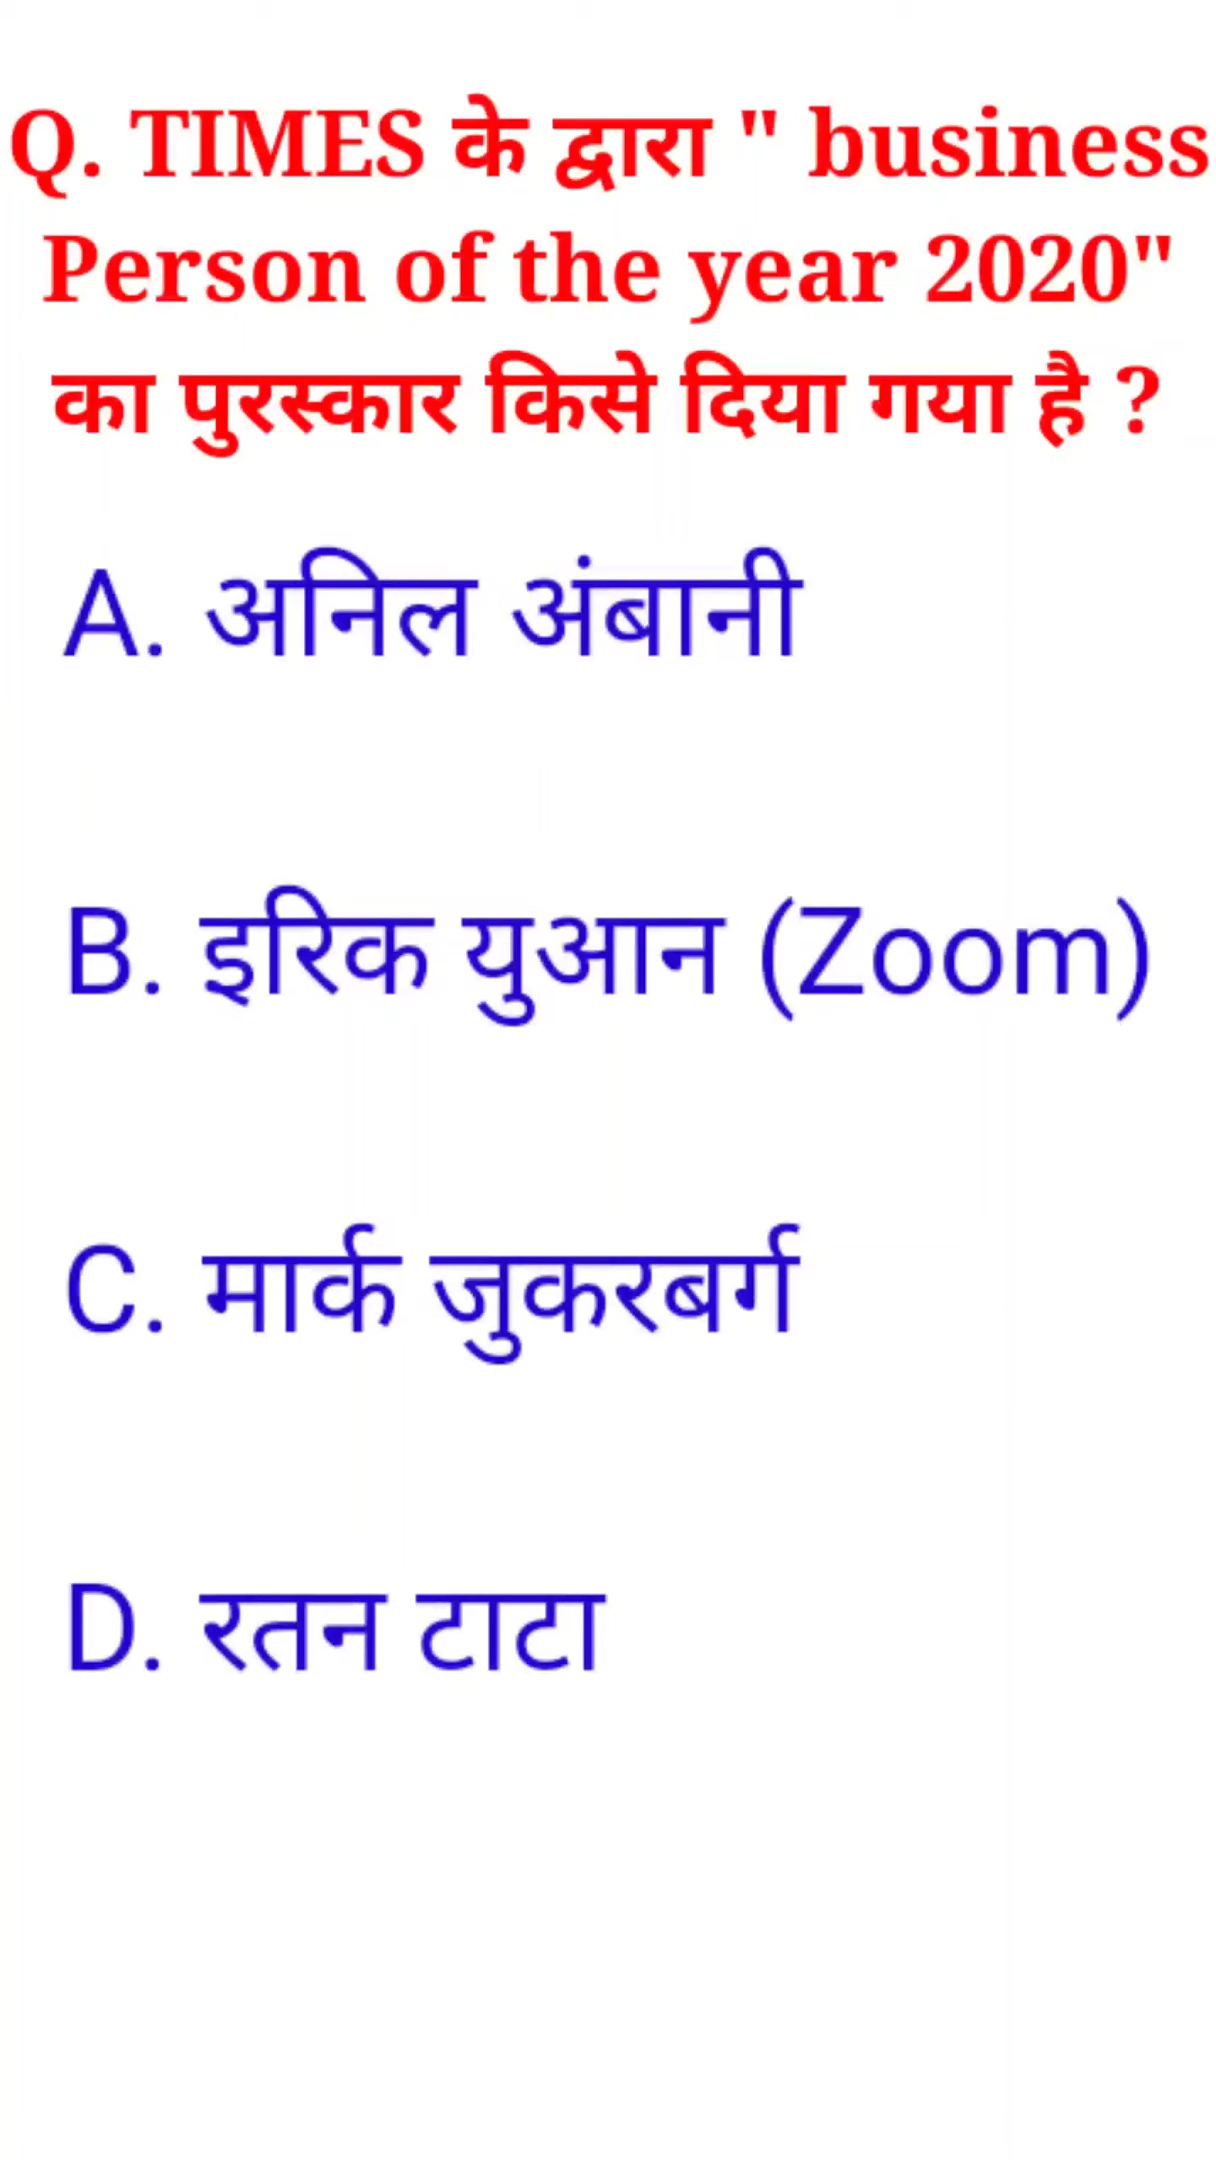 Q. TIMES के द्वारा " business
Person of the year 2020"
का पुरस्कार किसे दिया गया है ?
A. अनिल अंबानी
B. इरिक युआन (Zoom)
C. मार्क जुकरबर्ग
D. रतन टाटा